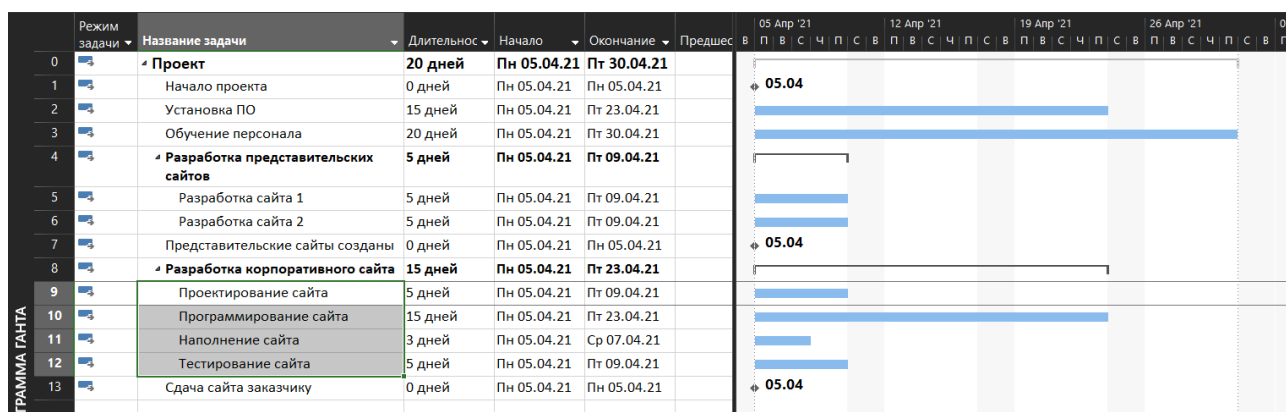 Режим задачи Название задачи Длительнос Начало Окончание Предшес
05 Апр '21 12 Апр '21 19 Апр '21 26 Апр '21 0
В П В С Ч П С В П В С Ч П С В П В С Ч П С В П В С Ч П С В П
0 Проект 20 дней Пн 05.04.21 Пт 30.04.21
1 Начало проекта 0 дней Пн 05.04.21 Пн 05.04.21 05.04
2 Установка ПО 15 дней Пн 05.04.21 Пт 23.04.21
3 Обучение персонала 20 дней Пн 05.04.21 Пт 30.04.21
4 Разработка представительских 5 дней Пн 05.04.21 Пт 09.04.21
сайтов
5 Разработка сайта 1 5 дней Пн 05.04.21 Пт 09.04.21
6 Разработка сайта 2 5 дней Пн 05.04.21 Пт 09.04.21
7 Представительские сайты созданы 0 дней Пн 05.04.21 Пн 05.04.21 05.04
8 Разработка корпоративного сайта 15 дней Пн 05.04.21 Пт 23.04.21
9 Проектирование сайта 5 дней Пн 05.04.21 Пт 09.04.21
10 Программирование сайта 15 дней Пн 05.04.21 Пт 23.04.21
11 Наполнение сайта 3 дней Пн 05.04.21 Ср 07.04.21
12 Тестирование сайта 5 дней Пн 05.04.21 Пт 09.04.21
13 Сдача сайта заказчику 0 дней Пн 05.04.21 Пн 05.04.21 05.04
ГРАММА ГАНТА